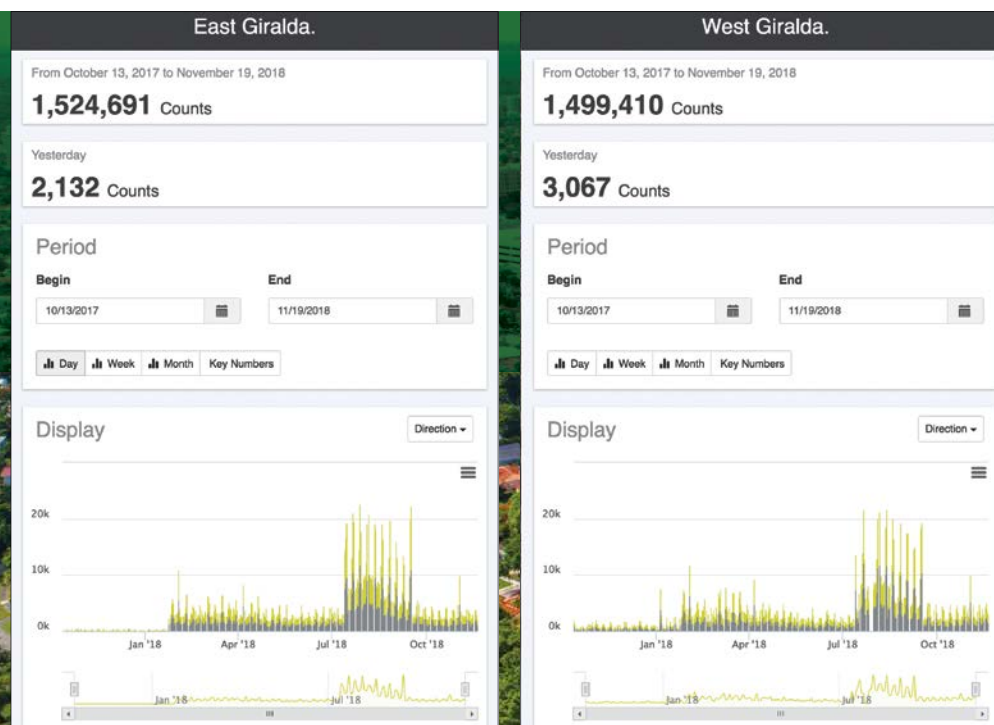 East Giralda.
From October 13, 2017 to November 19, 2018
1,524,691 Counts
Yesterday
2,132 Counts
Period
Begin End
10/13/2017 11/19/2018
Day Week Month Key Numbers
Display
Direction
20k
10k
0k
Jan '18 Apr '18 Jul '18 Oct '18
Jan '18 Jul '18
West Giralda.
From October 13, 2017 to November 19, 2018
1,499,410 Counts
Yesterday
3,067 Counts
Period
Begin End
10/13/2017 11/19/2018
Day Week Month Key Numbers
Display
Direction
20k
10k
0k
Jan '18 Apr '18 Jul '18 Oct '18
Jan '18 Jul '18